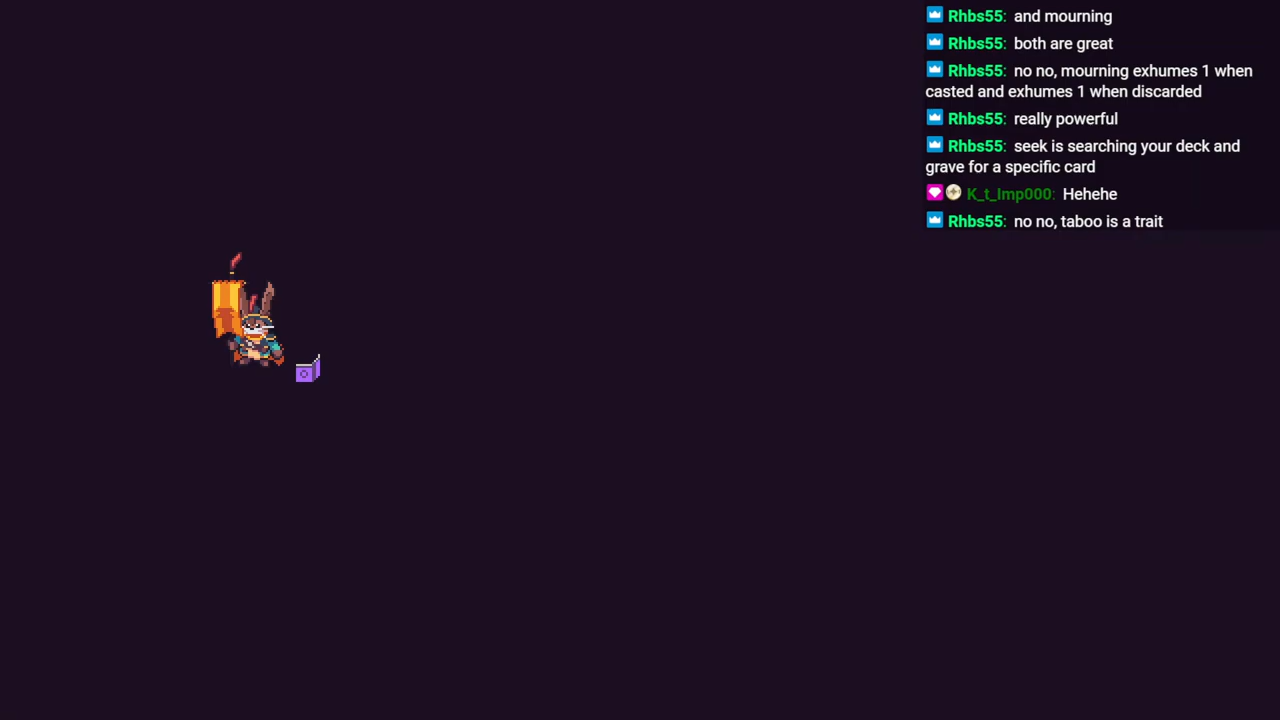 Rhbs55: and mourning
Rhbs55: both are great
Rhbs55: no no, mourning exhumes 1 when
casted and exhumes 1 when discarded
Rhbs55: really powerful
Rhbs55: seek is searching your deck and
grave for a specific card
K_t_Imp000: Hehehe
Rhbs55: no no, taboo is a trait